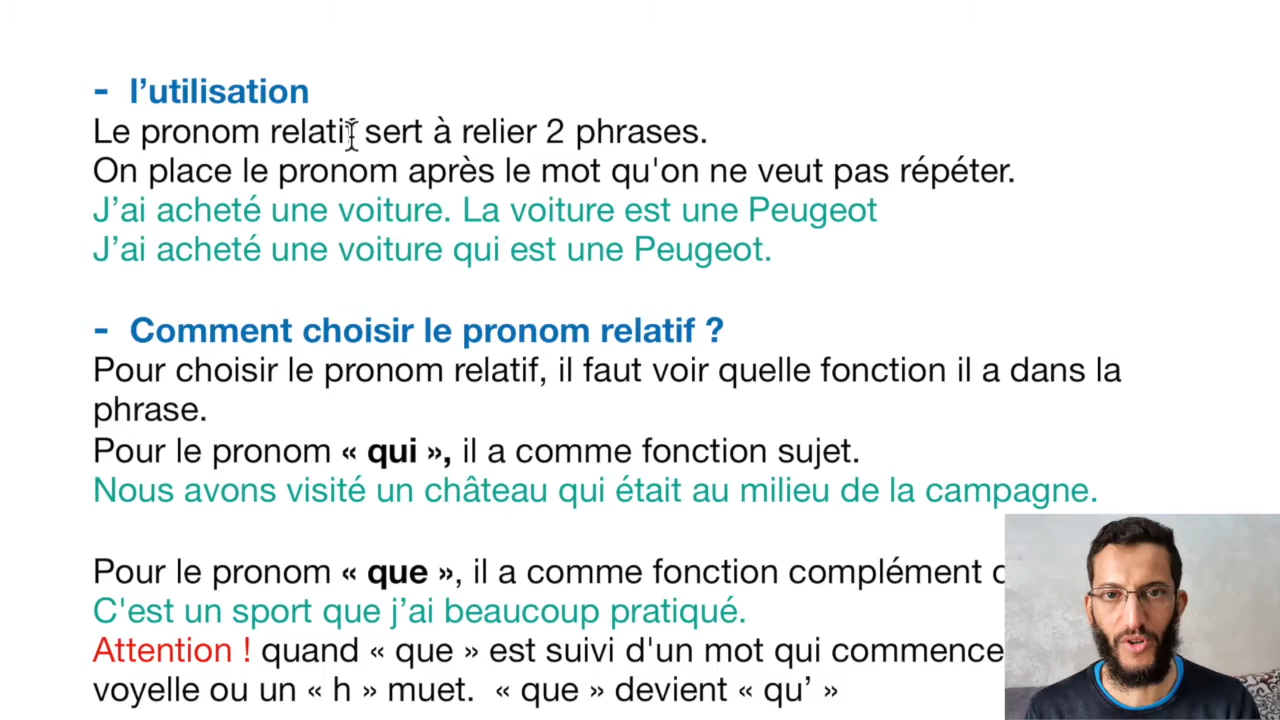 - l’utilisation
Le pronom relatif sert à relier 2 phrases.
On place le pronom après le mot qu'on ne veut pas répéter.
J’ai acheté une voiture. La voiture est une Peugeot
J’ai acheté une voiture qui est une Peugeot.
- Comment choisir le pronom relatif ?
Pour choisir le pronom relatif, il faut voir quelle fonction il a dans la
phrase.
Pour le pronom « qui », il a comme fonction sujet.
Nous avons visité un château qui était au milieu de la campagne.
Pour le pronom « que », il a comme fonction complément
C'est un sport que j’ai beaucoup pratiqué.
Attention ! quand « que » est suivi d'un mot qui commence
voyelle ou un « h » muet. « que » devient « qu’ »